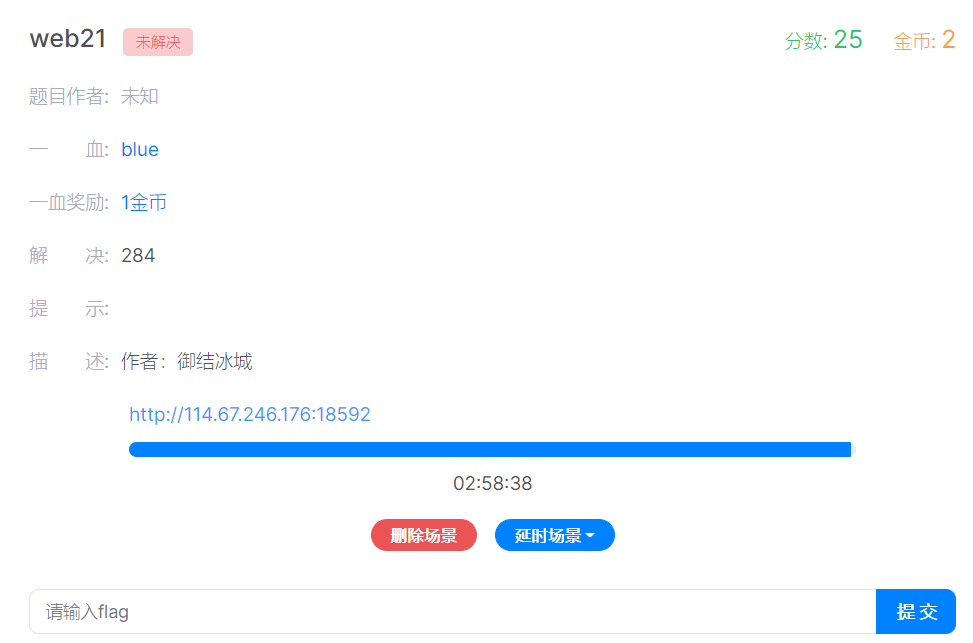 web21 未解决 分数: 25 金币: 2
题目作者: 未知
一 血: blue
一血奖励: 1金币
解 决: 284
提 示:
描 述: 作者：御结冰城
http://114.67.246.176:18592
02:58:38
删除场景 延时场景
请输入flag 提交